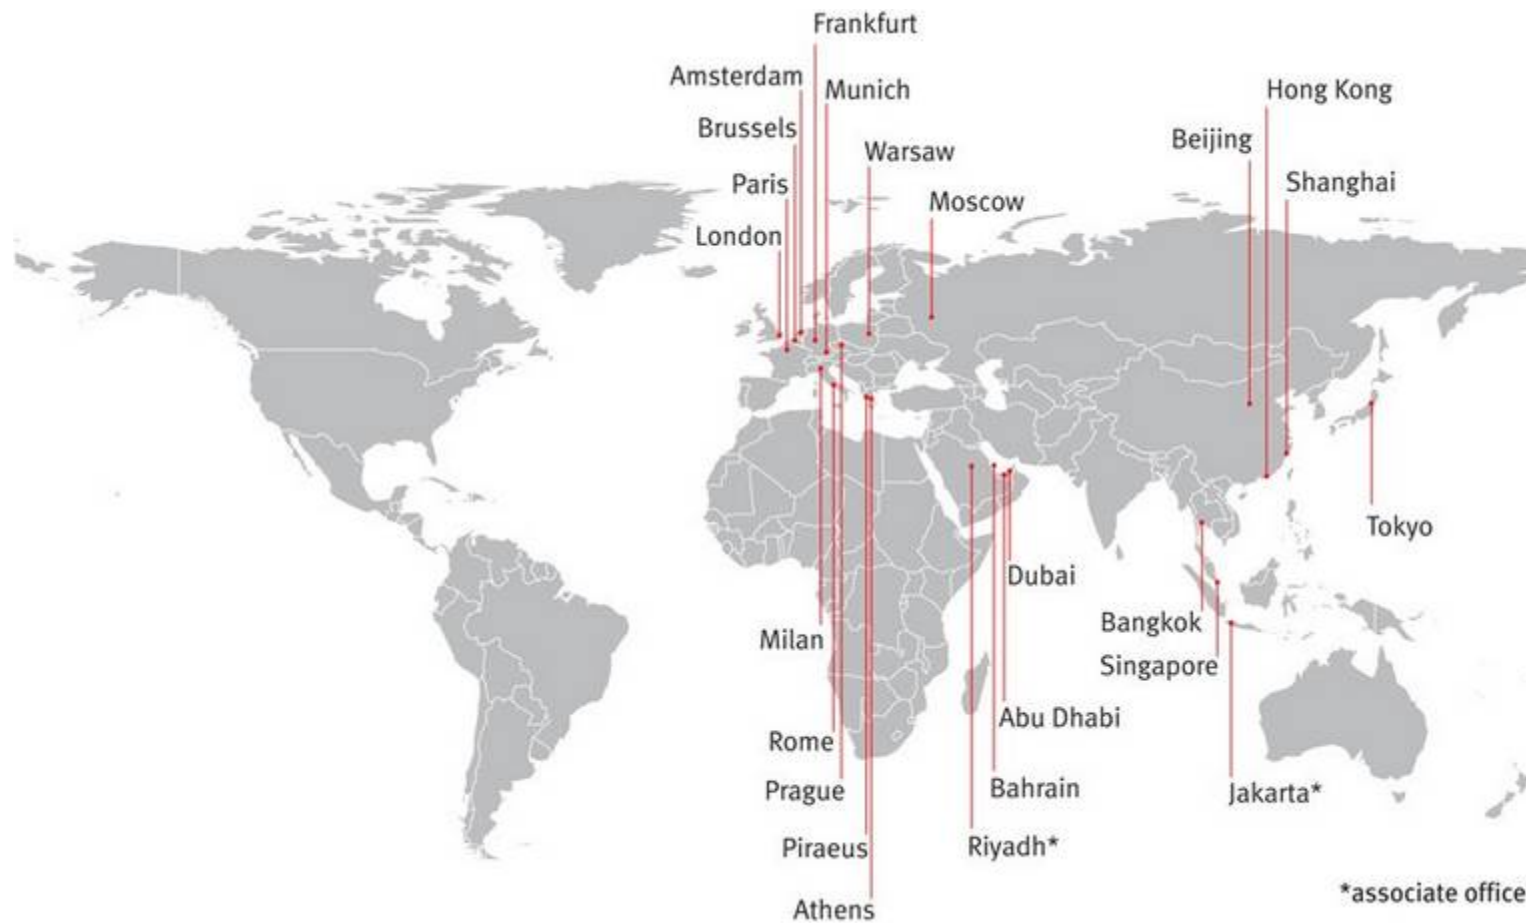 Frankfurt
Amsterdam
Munich
Hong Kong
Brussels
Beijing
Warsaw
Paris
Shanghai
Moscow
London
Tokyo
Dubai
Bangkok
Milan
Singapore
Abu Dhabi
Rome
Bahrain
Prague
Jakarta*
Piraeus
Riyadh*
*associate office
Athens